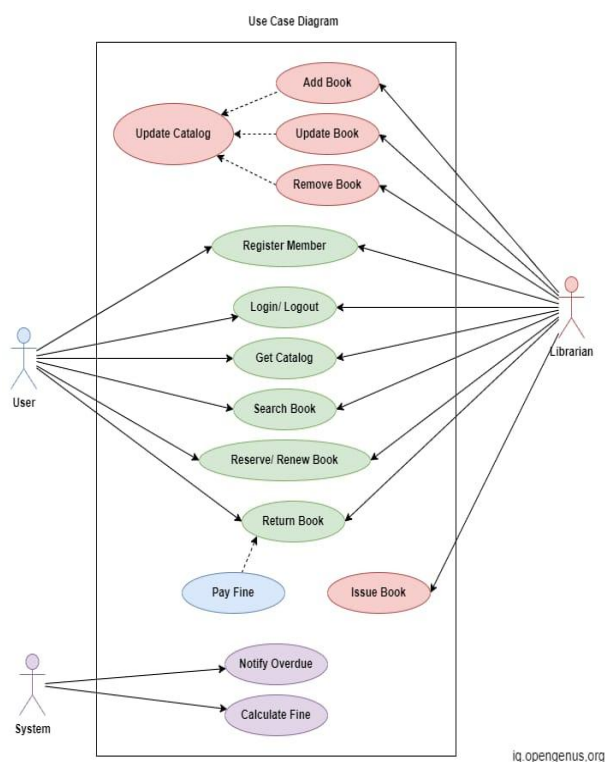 Use Case Diagram
Add Book
Update Catalog
Update Book
Remove Book
Register Member
Login/ Logout
Get Catalog
Search Book
Reserve/ Renew Book
Return Book
Pay Fine
Issue Book
Notify Overdue
Calculate Fine
User
Librarian
System
iq.opengenus.org